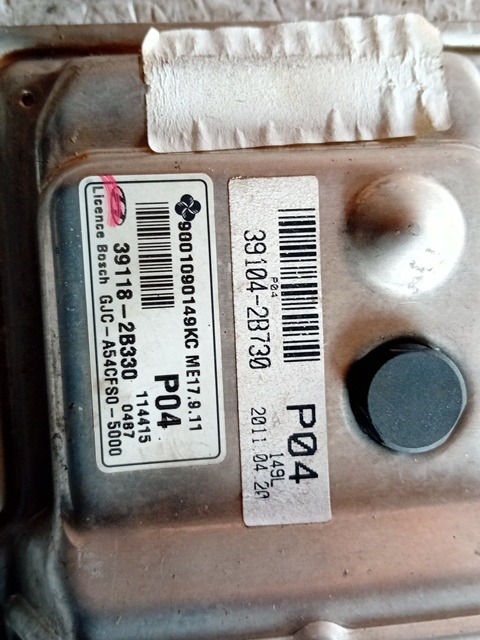 9001090149KC ME17.9.11
P04
39118-2B330
114415
0487
Licence Bosch GJC-A54CFS0-5000
P04
39104-2B730
P04
149L
2011.04.20